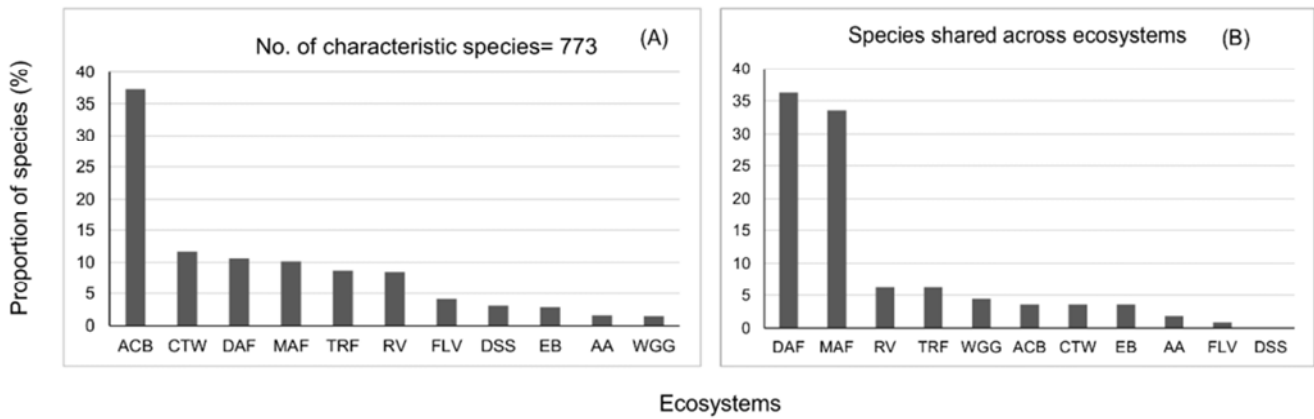 No. of characteristic species= 773
(A)
Proportion of species (%)
40
35
30
25
20
15
10
5
0
ACB CTW DAF MAF TRF RV FLV DSS EB AA WGG
Species shared across ecosystems
(B)
40
35
30
25
20
15
10
5
0
DAF MAF RV TRF WGG ACB CTW EB AA FLV DSS
Ecosystems